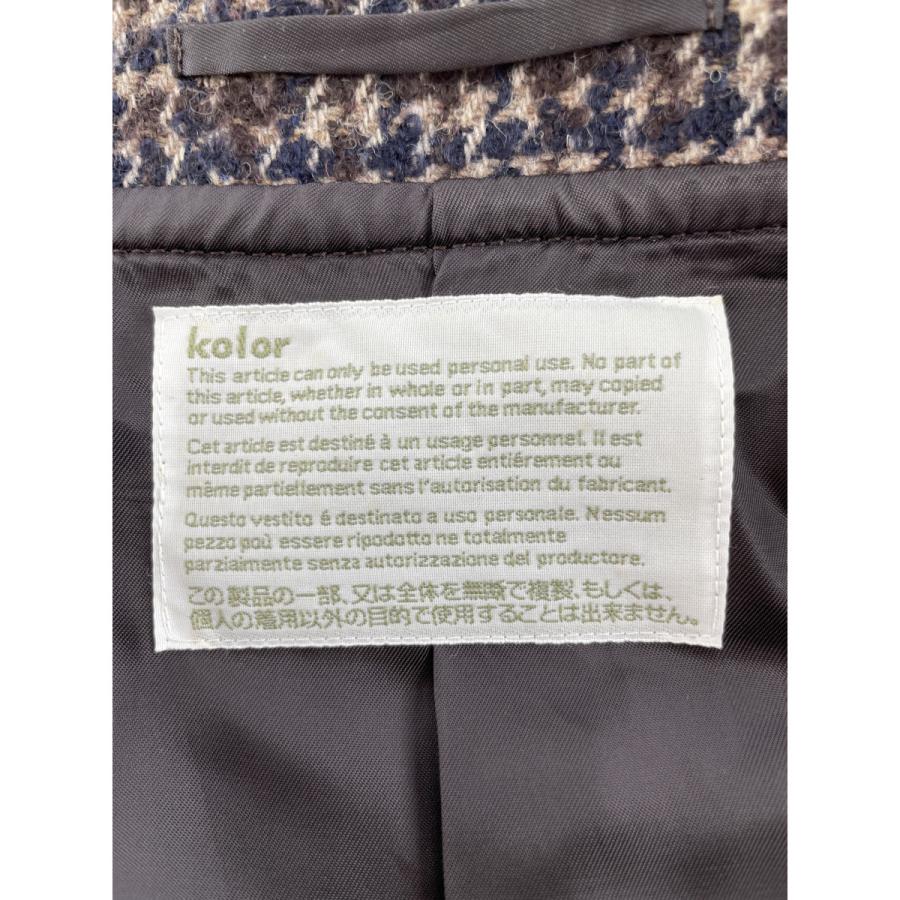 kolor
This article can only be used personal use. No part of
this article, whether in whole or in part, may copied
or used without the consent of the manufacturer.
Cet article est destiné à un usage personnel. Il est
interdit de reproduire cet article entiérement ou
même partiellement sans l'autorisation du fabricant.
Questo vestito é destinato a uso personale. Nessum
pezzo poù essere ripodotto ne totalmente
parziaimente senza autorizzazione del productore.
この製品の一部、又は全体を無断で複製、もしくは、
個人の着用以外の目的で使用することは出来ません。